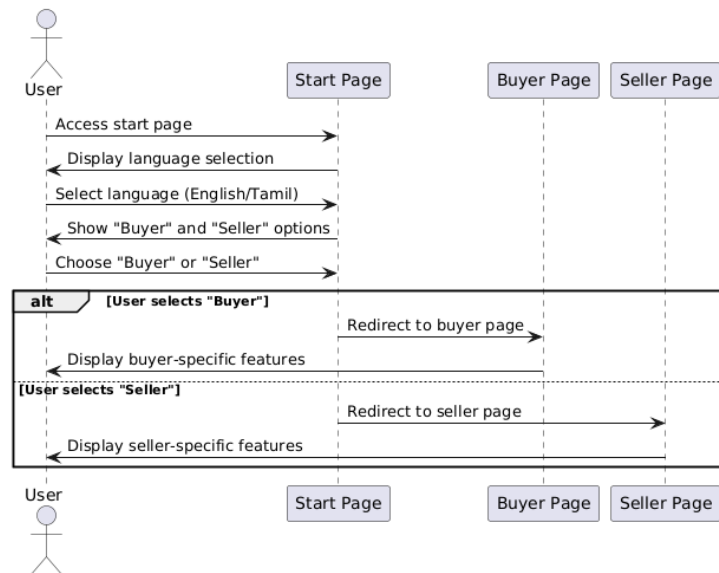 User
Start Page
Buyer Page
Seller Page
Access start page
Display language selection
Select language (English/Tamil)
Show "Buyer" and "Seller" options
Choose "Buyer" or "Seller"
alt
[User selects "Buyer"]
Redirect to buyer page
Display buyer-specific features
[User selects "Seller"]
Redirect to seller page
Display seller-specific features
User
Start Page
Buyer Page
Seller Page